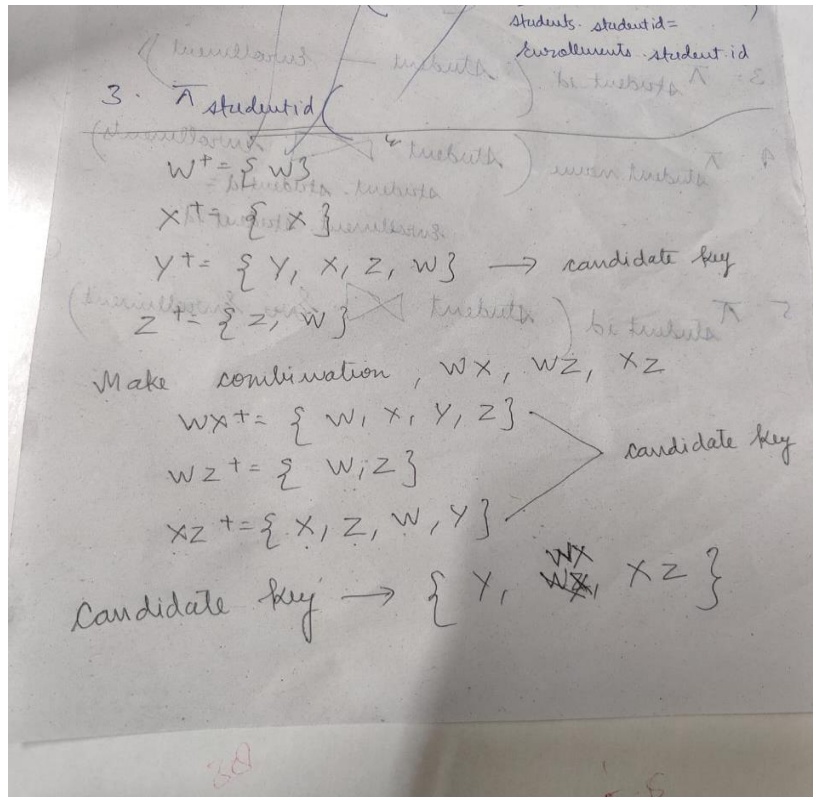 students. studentid=
Enrollments. student id
3. π studentid (
W+ = { W}
X+ = { X }
Y+ = { Y, X, Z, W} → candidate key
Z+ = { Z, W }
Make combination, WX, WZ, XZ
WX+ = { W, X, Y, Z}
candidate key
WZ+ = { W, Z}
XZ+ = { X, Z, W, Y}
Candidate key → { Y, WX, XZ }